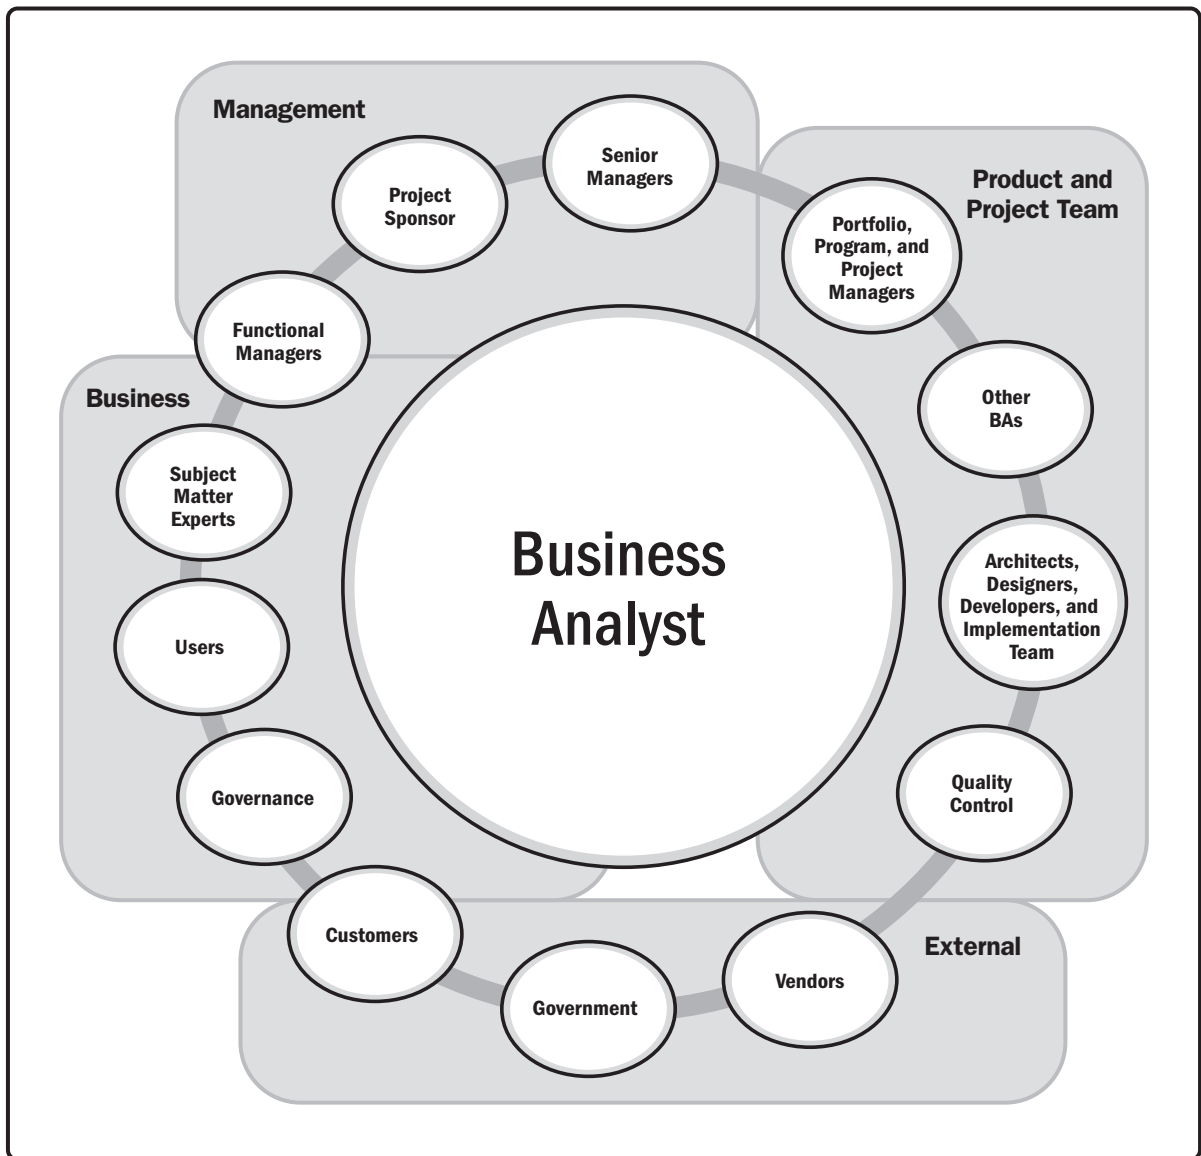 Management
Senior
Managers
Project
Sponsor
Functional
Managers
Product and
Project Team
Portfolio,
Program, and
Project
Managers
Other
BAs
Architects,
Designers,
Developers, and
Implementation
Team
Quality
Control
Business
Subject
Matter
Experts
Users
Governance
Business
Analyst
Customers
Government
Vendors
External